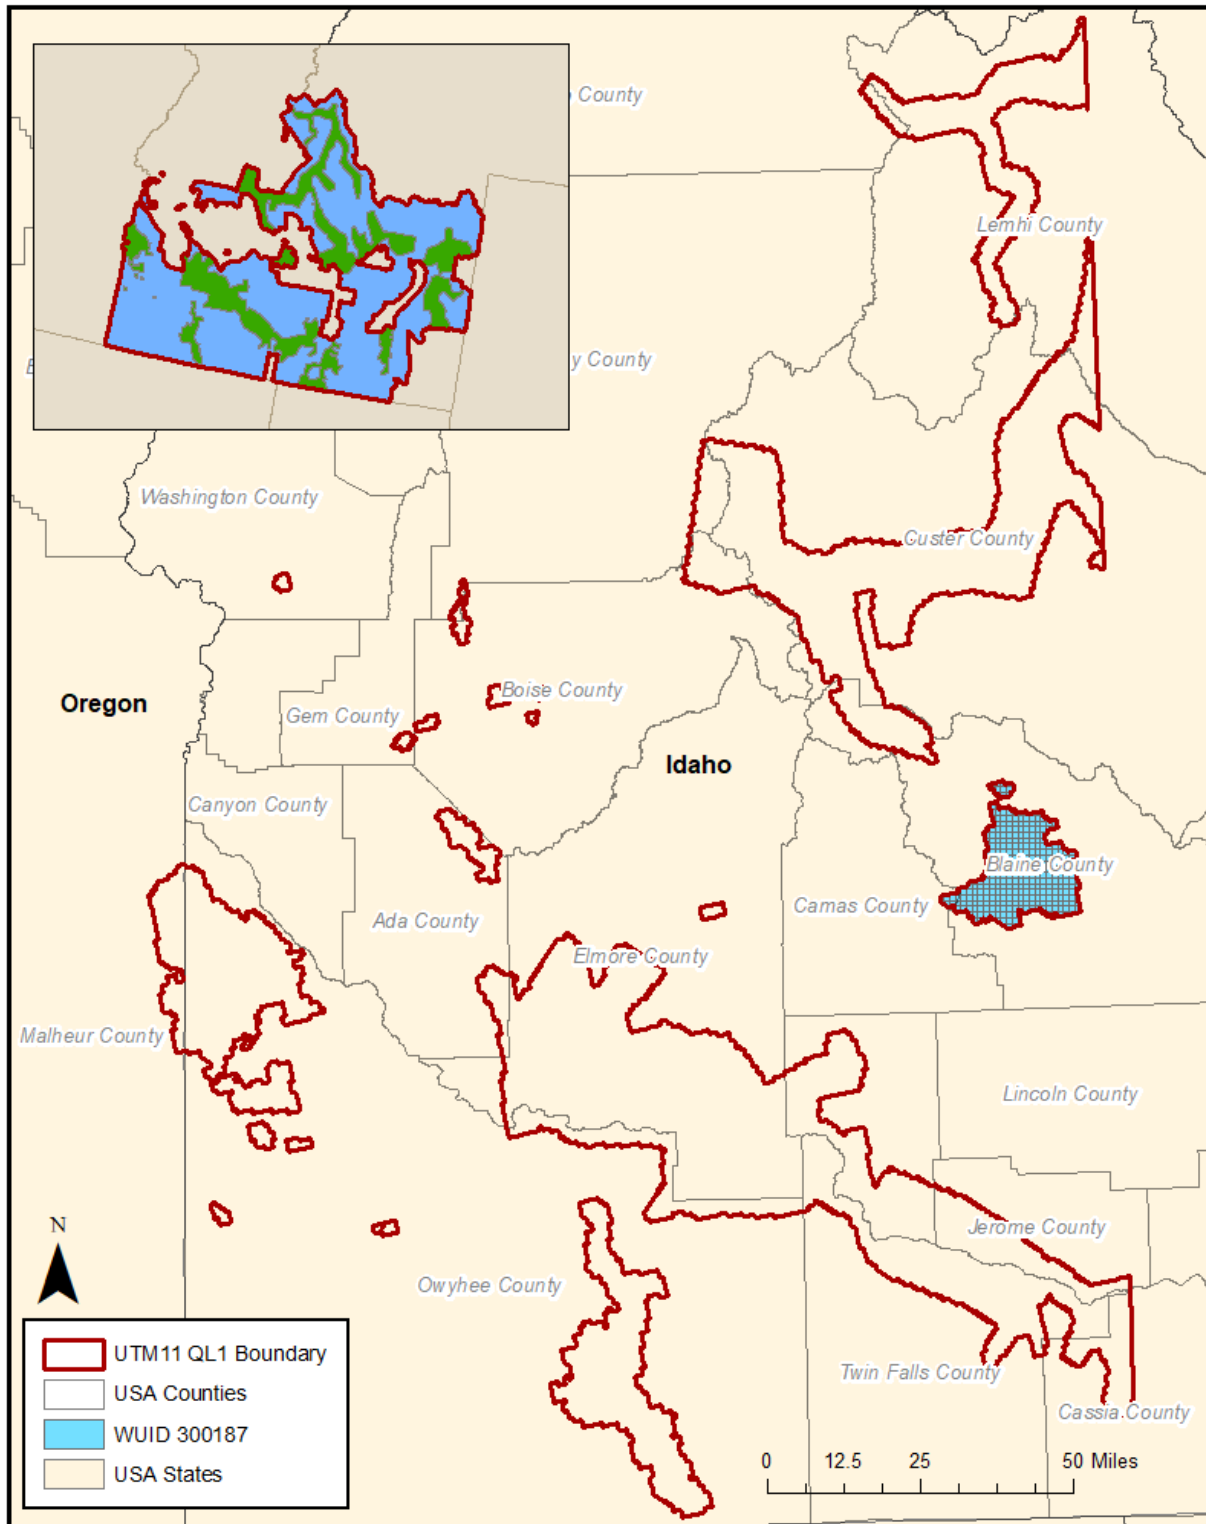 County
Lemhi County
y County
Washington County
Custer County
Boise County
Oregon
Gem County
Idaho
Canyon County
Blaine County
Camas County
Ada County
Elmore County
Malheur County
Lincoln County
Jerome County
Owyhee County
Twin Falls County
Cassia County
N
UTM11 QL1 Boundary
USA Counties
WUID 300187
USA States
0 12.5 25 50 Miles